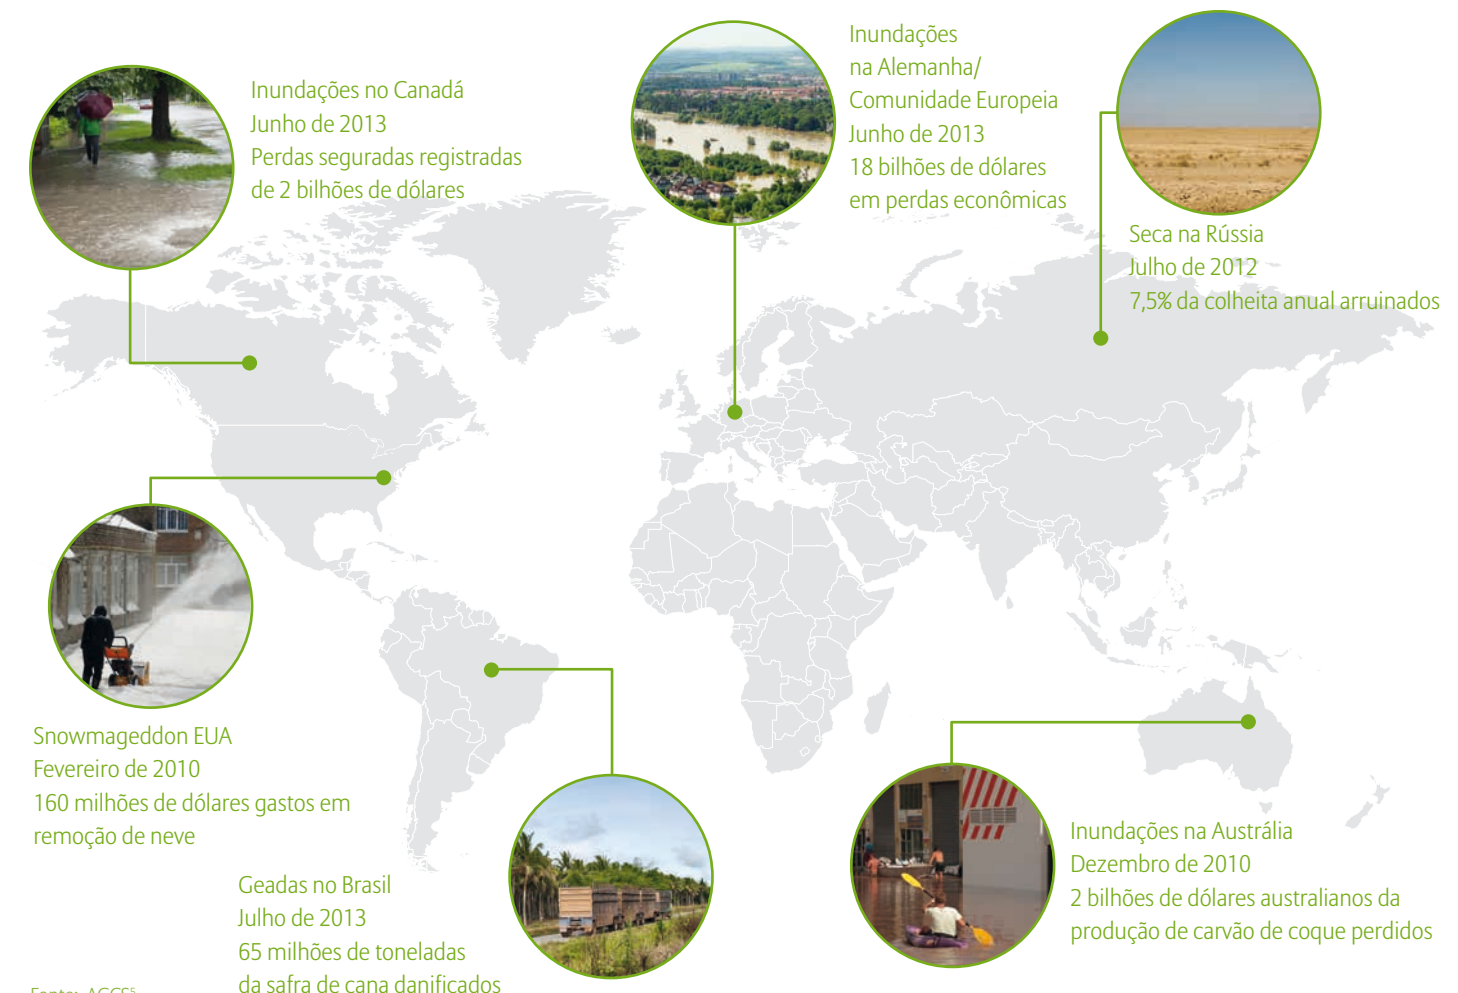 Inundações no Canadá
Junho de 2013
Perdas seguradas registradas
de 2 bilhões de dólares
Inundações
na Alemanha/
Comunidade Europeia
Junho de 2013
18 bilhões de dólares
em perdas econômicas
Seca na Rússia
Julho de 2012
7,5% da colheita anual arruinados
Snowmageddon EUA
Fevereiro de 2010
160 milhões de dólares gastos em
remoção de neve
Geadas no Brasil
Julho de 2013
65 milhões de toneladas
da safra de cana danificados
Inundações na Austrália
Dezembro de 2010
2 bilhões de dólares australianos da
produção de carvão de coque perdidos